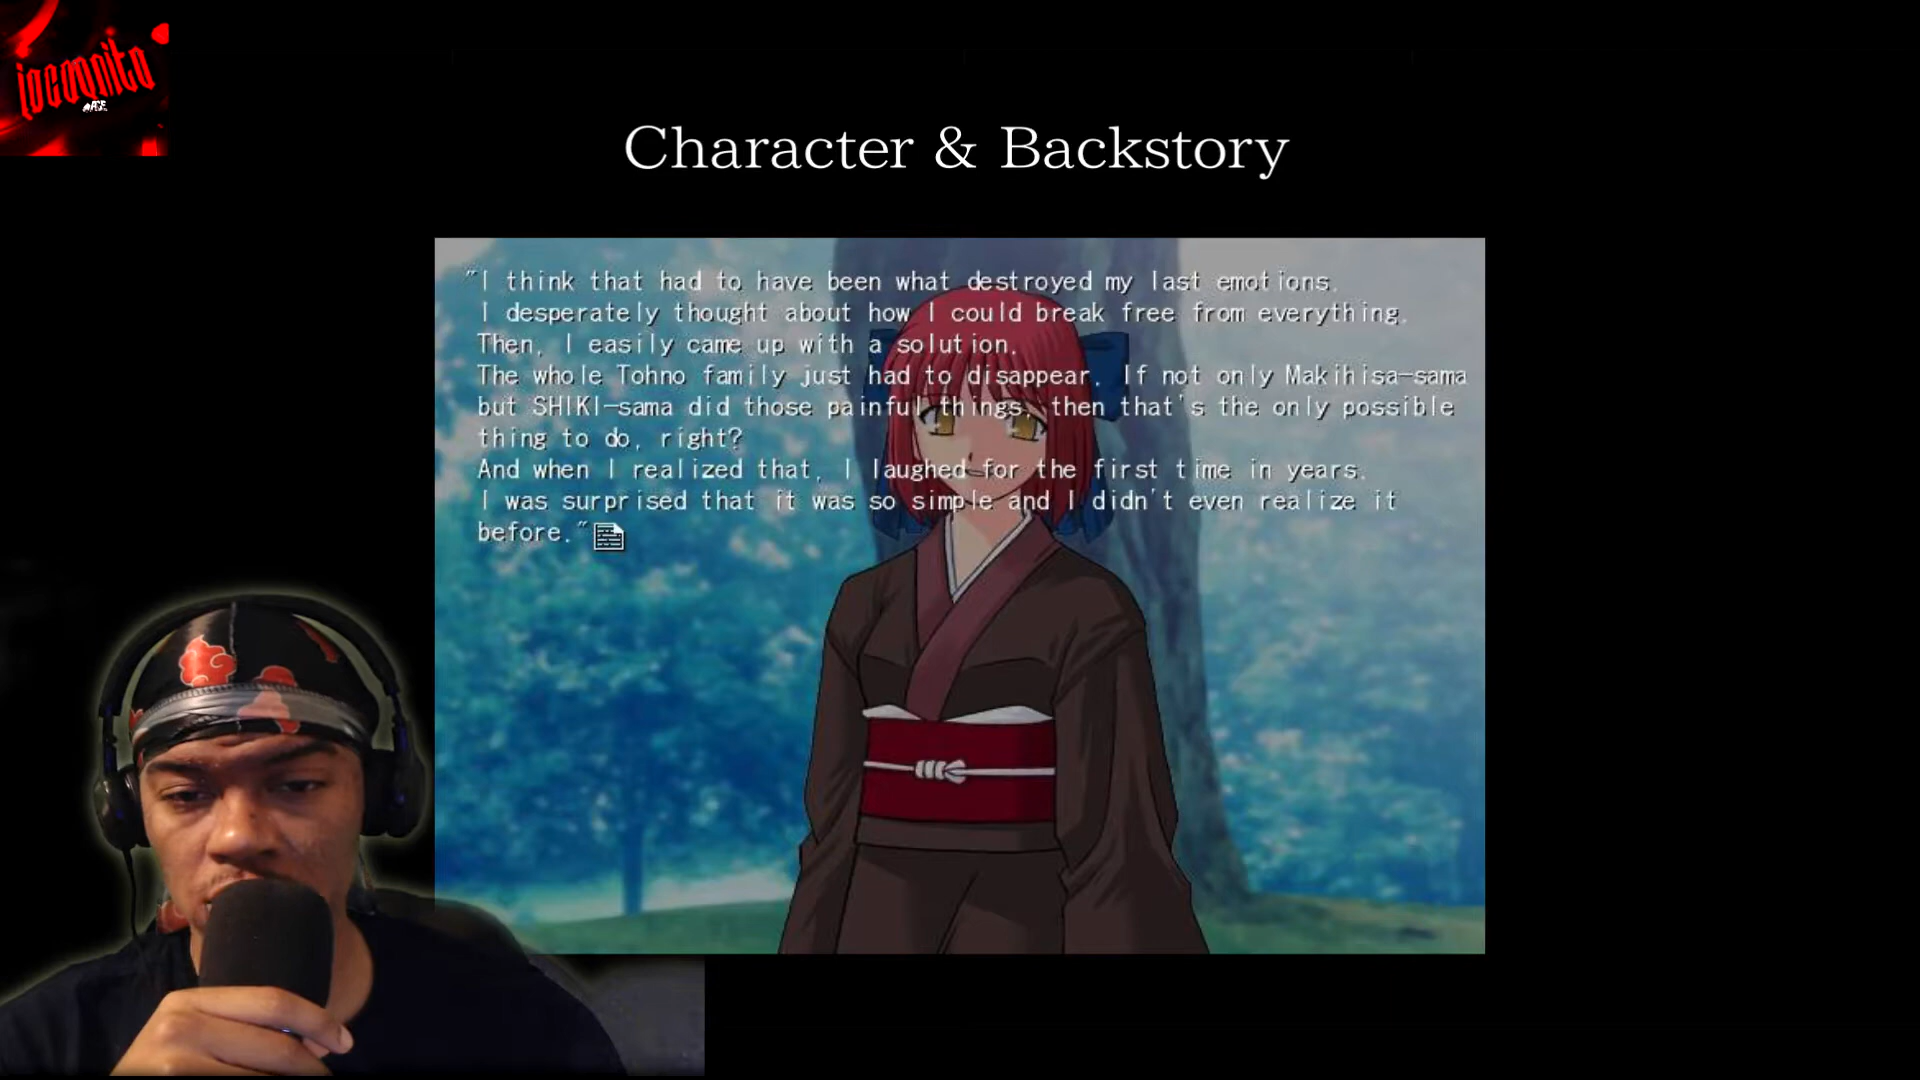 incognito
ACE
Character & Backstory
"I think that had to have been what destroyed my last emotions.
I desperately thought about how I could break free from everything.
Then, I easily came up with a solution.
The whole Tohno family just had to disappear. If not only Makihisa-sama
but SHIKI-sama did those painful things, then that's the only possible
thing to do, right?
And when I realized that, I laughed for the first time in years.
I was surprised that it was so simple and I didn't even realize it
before."